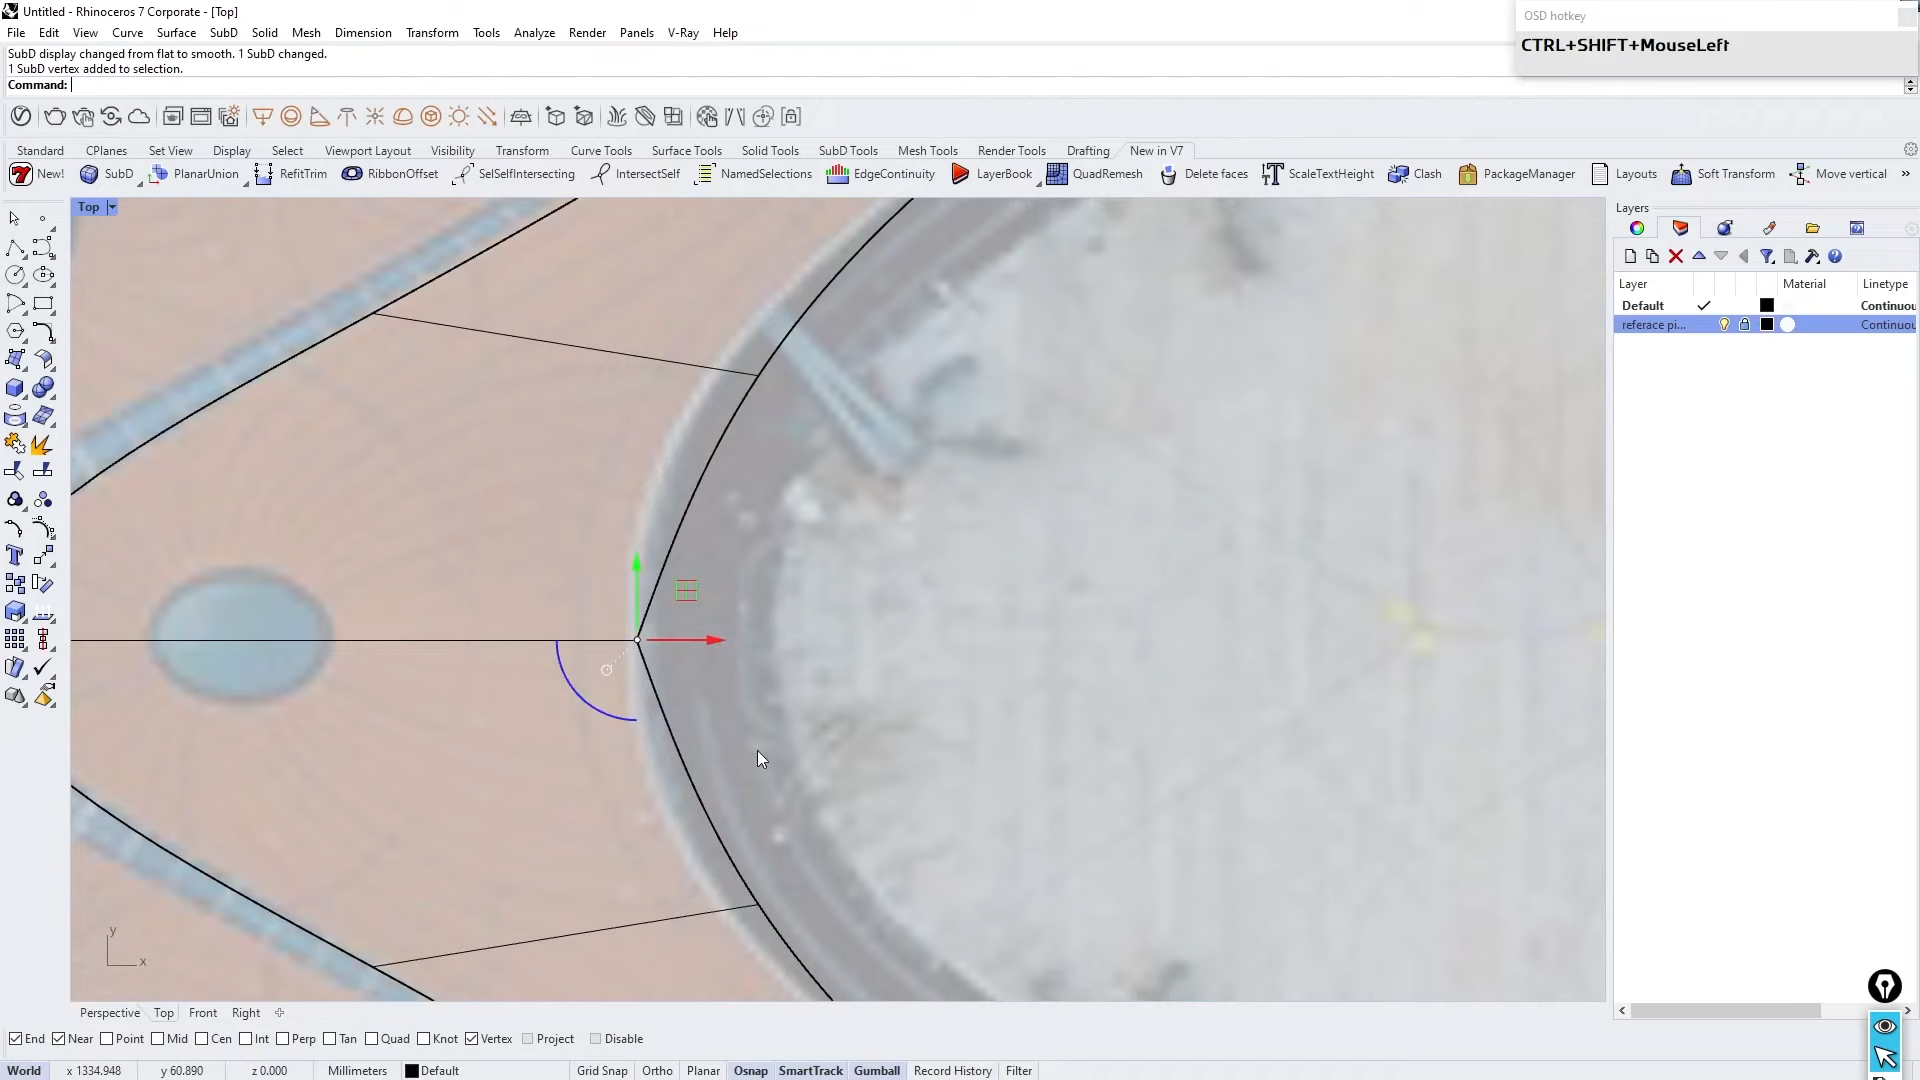 Untitled - Rhinoceros 7 Corporate - [Top]
OSD hotkey
File Edit View Curve Surface SubD Solid Mesh Dimension Transform Tools Analyze Render Panels V-Ray Help
CTRL+SHIFT+MouseLeft
SubD display changed from flat to smooth. 1 SubD changed.
1 SubD vertex added to selection.
Command:
Standard CPlanes Set View Display Select Viewport Layout Visibility Transform Curve Tools Surface Tools Solid Tools SubD Tools Mesh Tools Render Tools Drafting New in V7
7 New! SubD PlanarUnion RefitTrim RibbonOffset SelSelfIntersecting IntersectSelf NamedSelections EdgeContinuity LayerBook QuadRemesh Delete faces ScaleTextHeight Clash PackageManager Layouts Soft Transform Move vertical »
Top
Layers
Layer Material Linetype
Default Continuou
referace pi... Continuou
y
x
Perspective Top Front Right
End Near Point Mid Cen Int Perp Tan Quad Knot Vertex Project Disable
World x 1334.948 y 60.890 z 0.000 Millimeters Default Grid Snap Ortho Planar Osnap SmartTrack Gumball Record History Filter